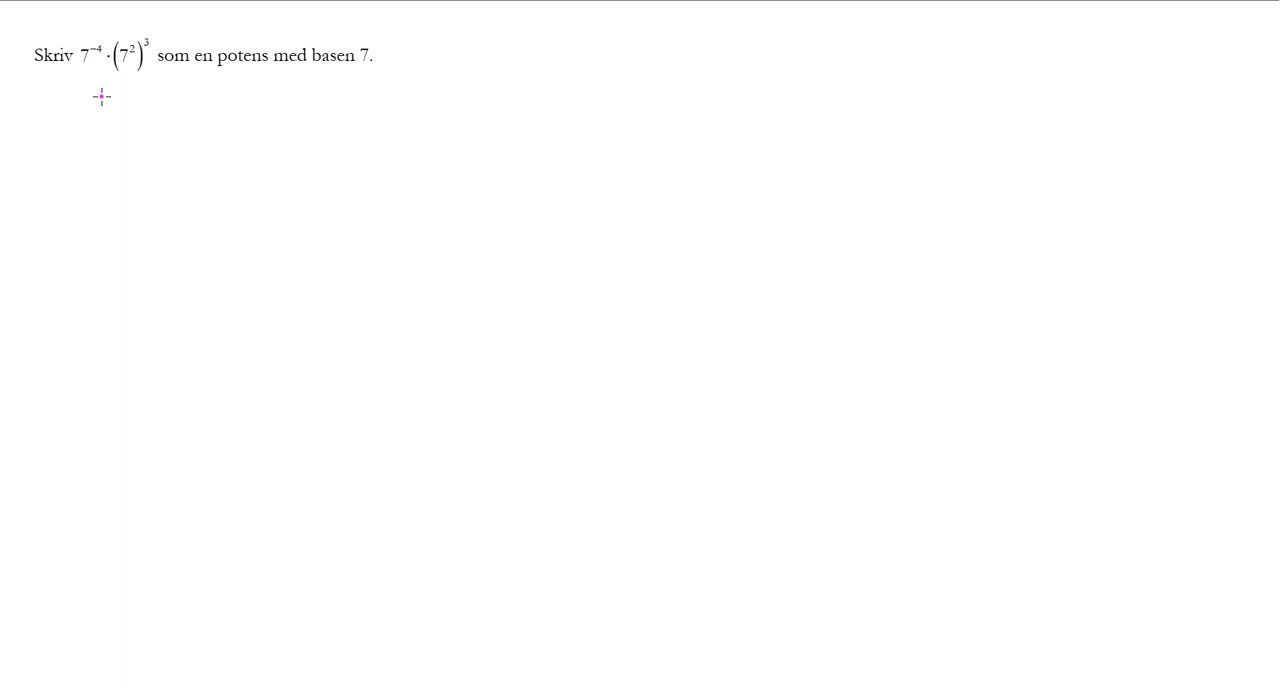 Skriv 7⁻⁴ · (7²)³ som en potens med basen 7.